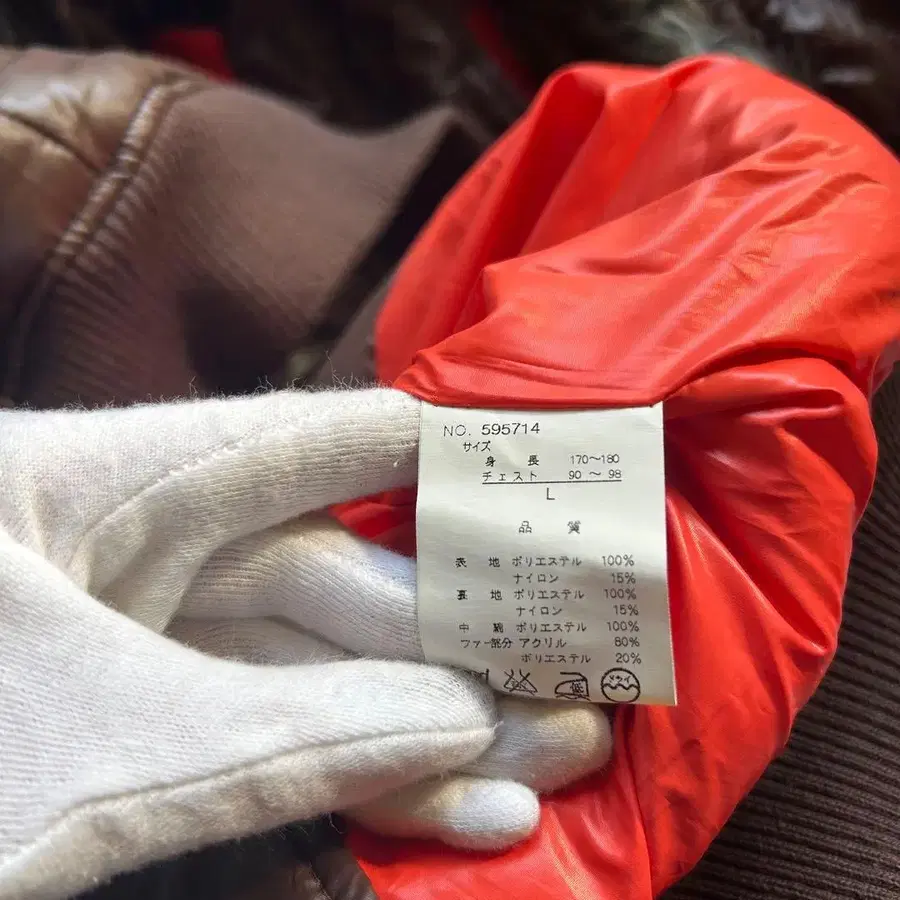 NO. 595714
サイズ
身 長 170〜180
チェスト 90 〜 98
L
品 質
表 地 ポリエステル 100%
ナイロン 15%
裏 地 ポリエステル 100%
ナイロン 15%
中 綿 ポリエステル 100%
ファー部分 アクリル 80%
ポリエステル 20%